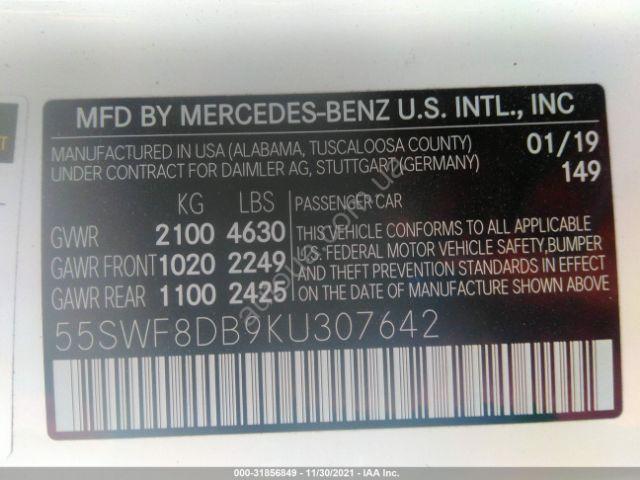 MFD BY MERCEDES-BENZ U.S. INTL., INC
MANUFACTURED IN USA (ALABAMA, TUSCALOOSA COUNTY) 01/19
UNDER CONTRACT FOR DAIMLER AG, STUTTGART(GERMANY) 149
KG LBS PASSENGER CAR
GVWR 2100 4630
GAWR FRONT 1020 2249
GAWR REAR 1100 2425
THIS VEHICLE CONFORMS TO ALL APPLICABLE
U.S. FEDERAL MOTOR VEHICLE SAFETY,BUMPER
AND THEFT PREVENTION STANDARDS IN EFFECT
ON THE DATE OF MANUFACTURE SHOWN ABOVE.
55SWF8DB9KU307642
000-31856849 - 11/30/2021 - IAA Inc.